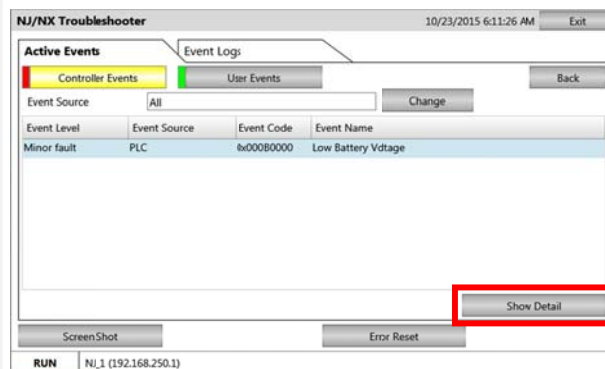 NJ/NX Troubleshooter 10/23/2015 6:11:26 AM Exit
Active Events Event Logs
Controller Events User Events Back
Event Source All Change
Event Level Event Source Event Code Event Name
Minor fault PLC 0x000B0000 Low Battery Vdtage
Show Detail
ScreenShot Error Reset
RUN NJ_1 (192.168.250.1)